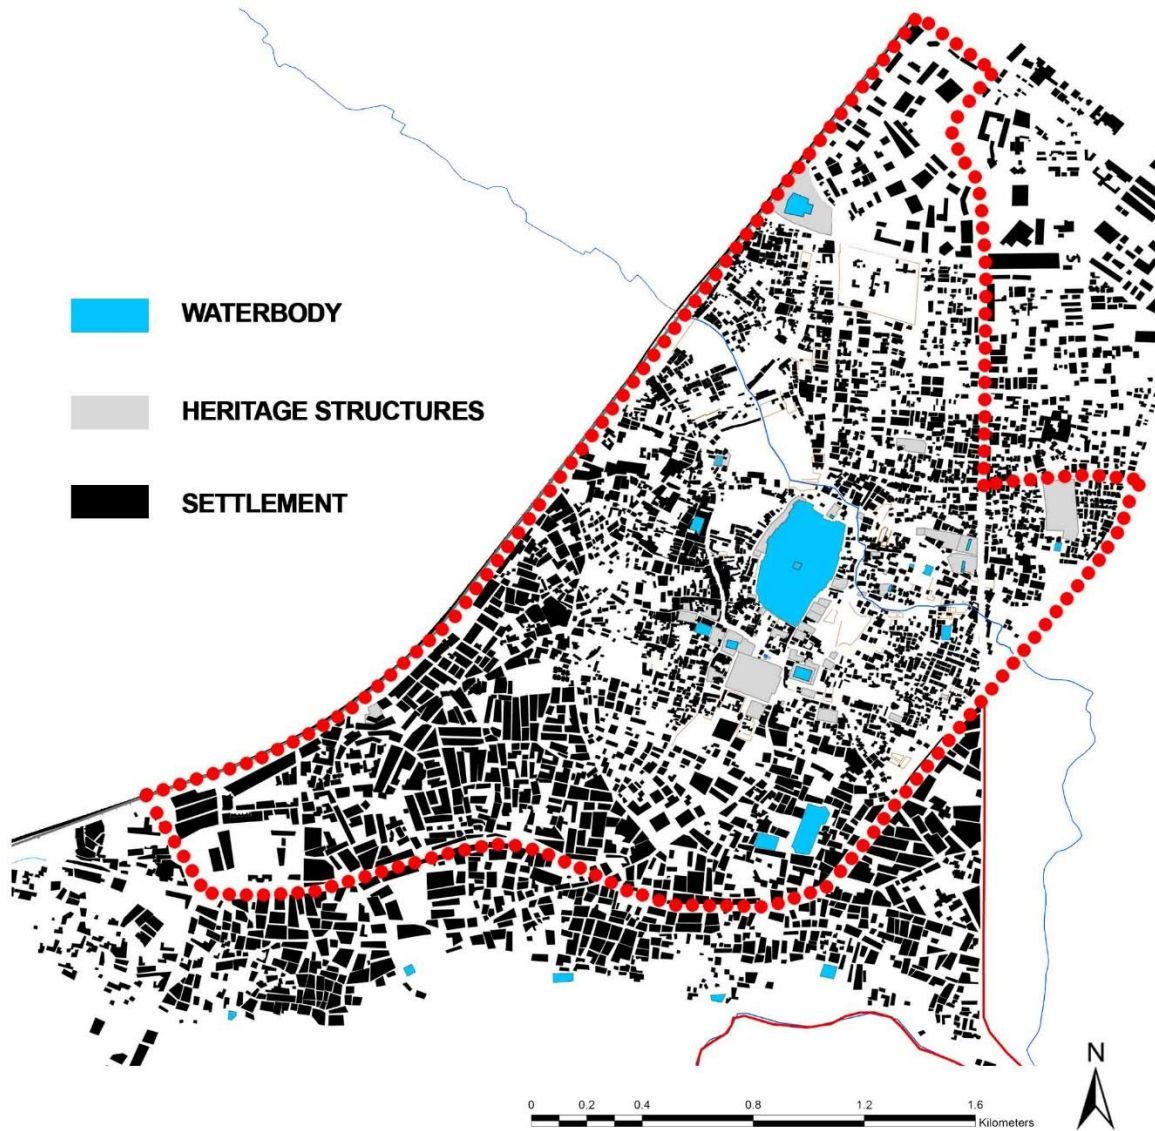 WATERBODY
HERITAGE STRUCTURES
SETTLEMENT
N
0 0.2 0.4 0.8 1.2 1.6
Kilometers